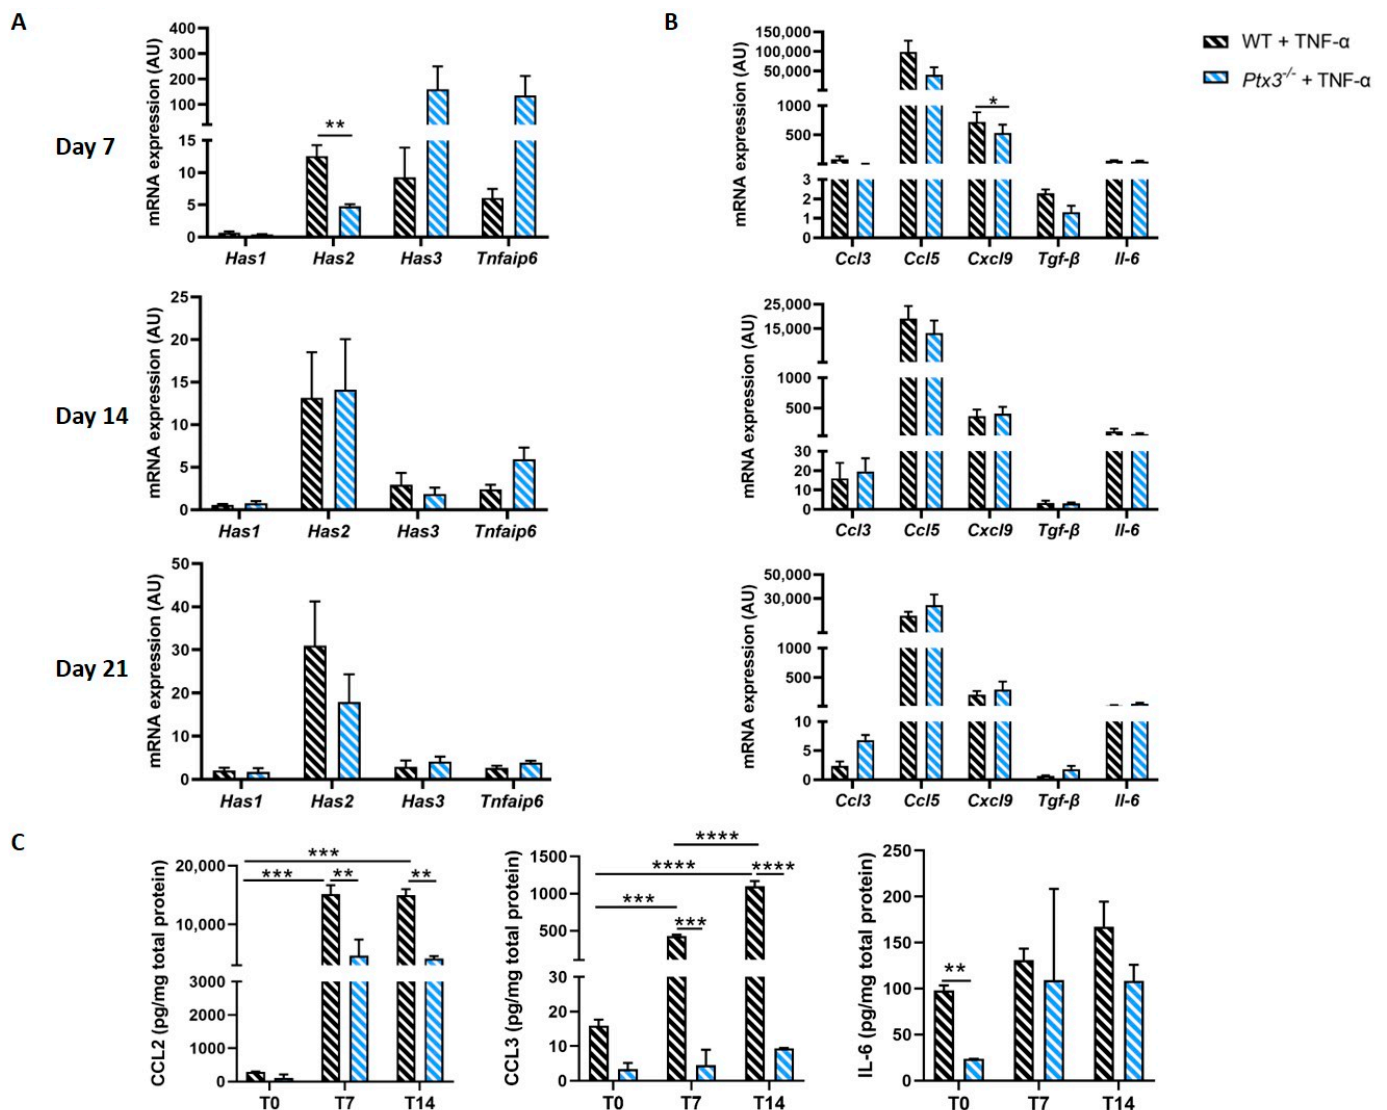 A
B
WT + TNF-α
Ptx3-/- + TNF-α
Day 7
mRNA expression (AU)
400
300
200
100
15
10
5
0
**
Has1 Has2 Has3 Tnfaip6
mRNA expression (AU)
150,000
100,000
50,000
1000
500
3
2
1
0
*
Ccl3 Ccl5 Cxcl9 Tgf-β Il-6
Day 14
mRNA expression (AU)
25
20
15
10
5
0
Has1 Has2 Has3 Tnfaip6
mRNA expression (AU)
25,000
15,000
1000
500
30
20
10
0
Ccl3 Ccl5 Cxcl9 Tgf-β Il-6
Day 21
mRNA expression (AU)
50
40
30
20
10
0
Has1 Has2 Has3 Tnfaip6
mRNA expression (AU)
50,000
30,000
1000
500
10
5
0
Ccl3 Ccl5 Cxcl9 Tgf-β Il-6
C
CCL2 (pg/mg total protein)
20,000
10,000
3000
2000
1000
0
***
*** ** **
T0 T7 T14
CCL3 (pg/mg total protein)
1500
1000
500
30
20
10
0
****
**** ****
***
***
T0 T7 T14
IL-6 (pg/mg total protein)
250
200
150
100
50
0
**
T0 T7 T14